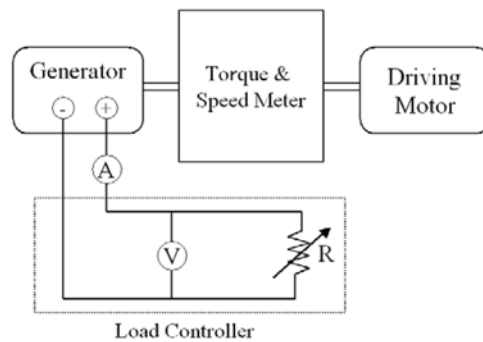 Generator
- +
Torque &
Speed Meter
Driving
Motor
A
V
R
Load Controller